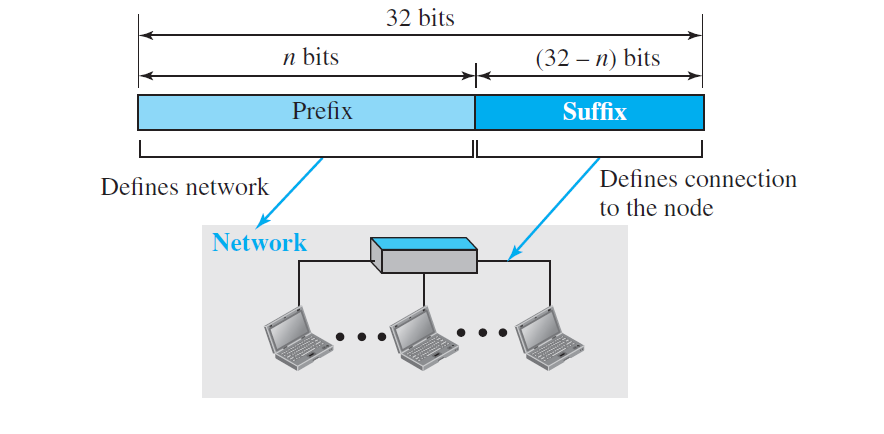 32 bits
n bits
(32 – n) bits
Prefix
Suffix
Defines network
Defines connection
to the node
Network